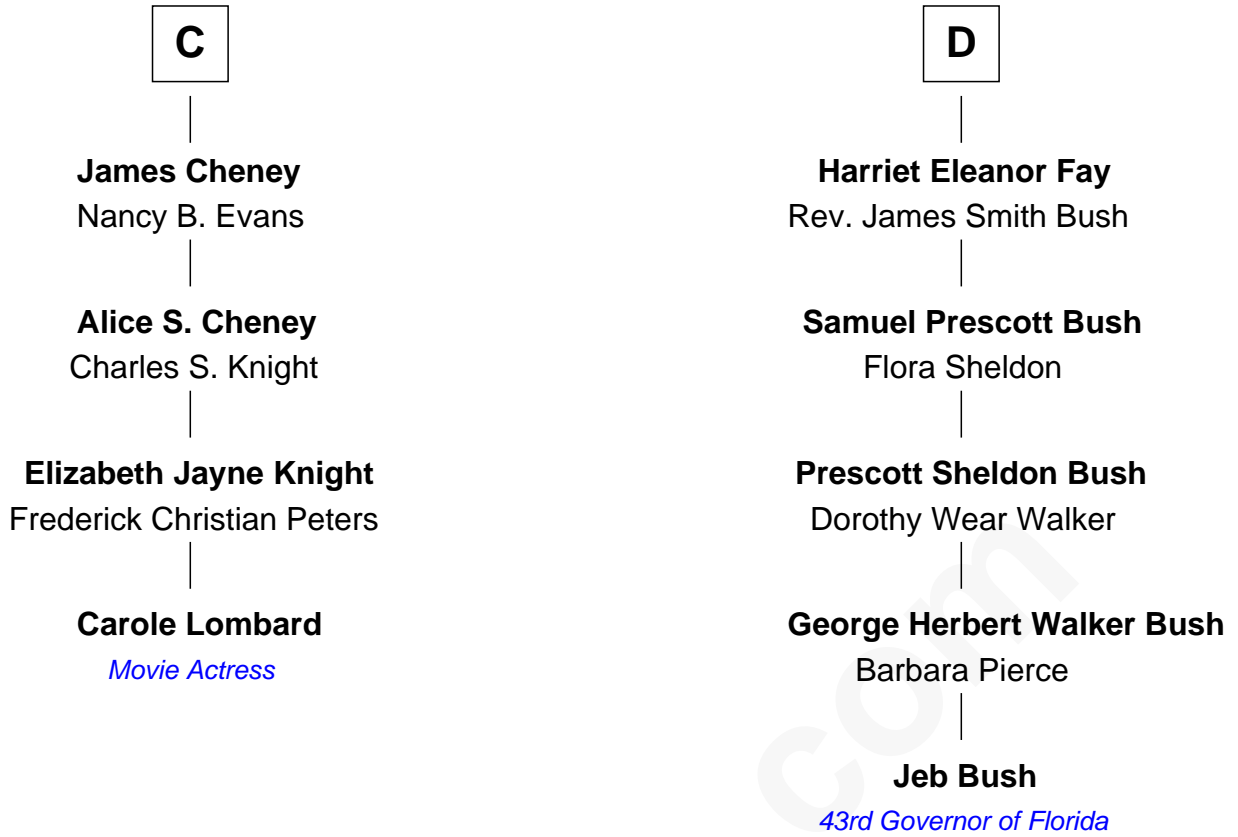 C
James Cheney
Nancy B. Evans
Alice S. Cheney
Charles S. Knight
Elizabeth Jayne Knight
Frederick Christian Peters
Carole Lombard
Movie Actress
D
Harriet Eleanor Fay
Rev. James Smith Bush
Samuel Prescott Bush
Flora Sheldon
Prescott Sheldon Bush
Dorothy Wear Walker
George Herbert Walker Bush
Barbara Pierce
Jeb Bush
43rd Governor of Florida
com